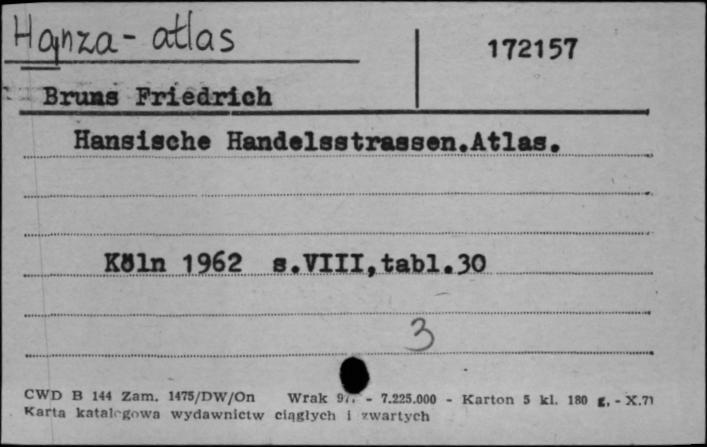 Hanza - atlas
172157
Bruns Friedrich
Hansische Handelsstrassen.Atlas.
Köln 1962 s.VIII,tabl.30
3
CWD B 144 Zam. 1475/DW/On Wrak - 7.225.000 - Karton 5 kl. 180 g. - X.71
Karta katalogowa wydawnictw ciągłych i zwartych